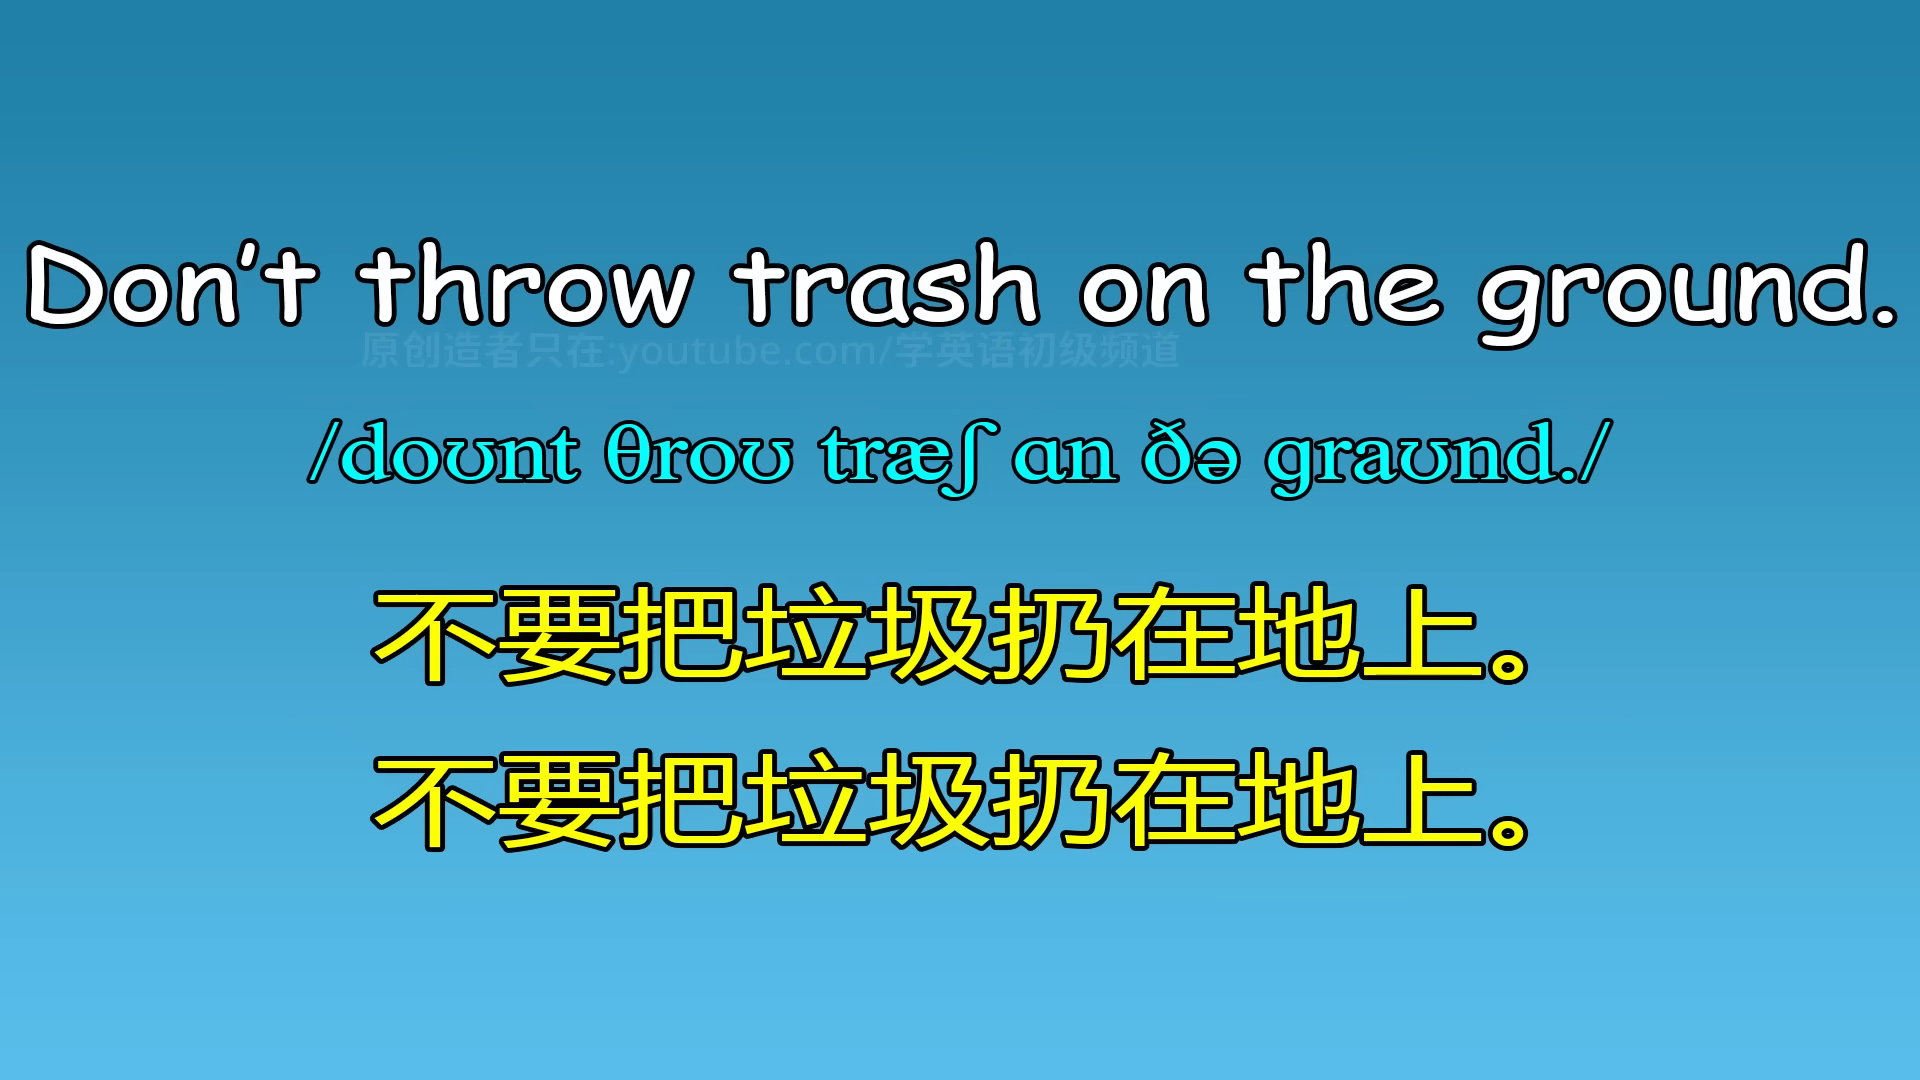 Don’t throw trash on the ground.
原创造者只在:youtube.com/学英语初级频道
/doʊnt θroʊ træʃ ɑn ðə ɡraʊnd./
不要把垃圾扔在地上。
不要把垃圾扔在地上。